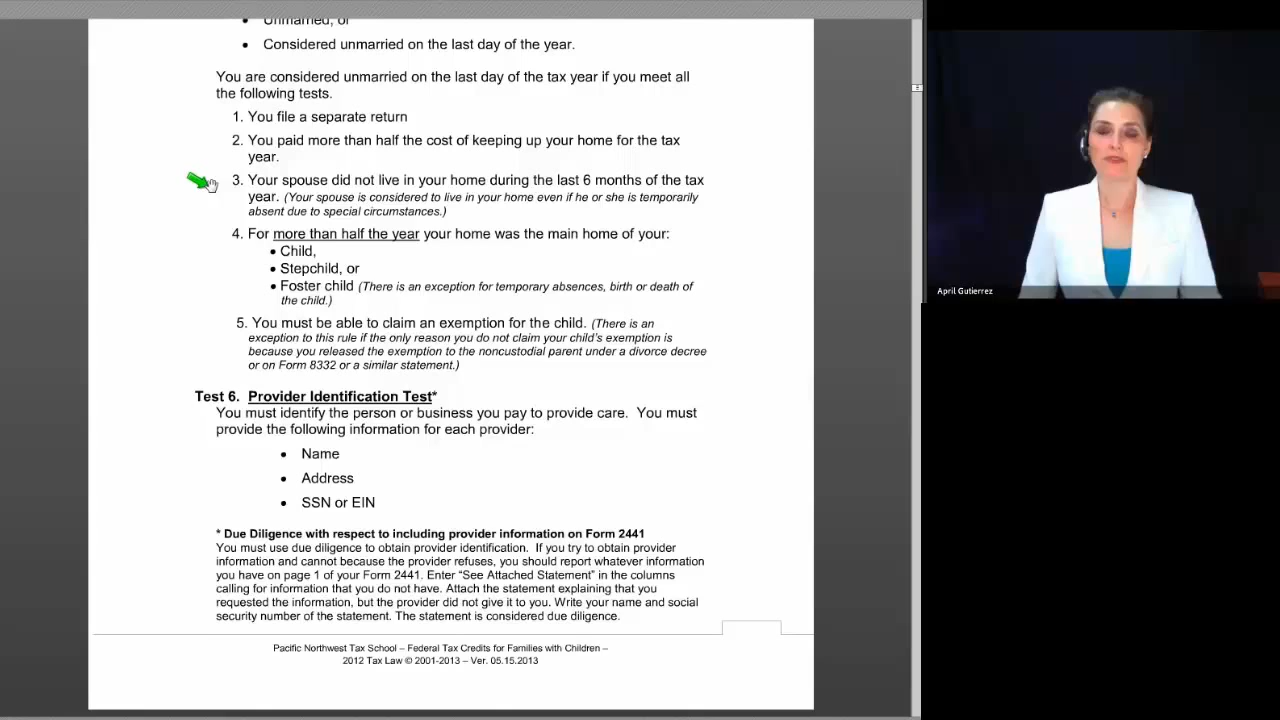 • Unmarried, or
• Considered unmarried on the last day of the year.
You are considered unmarried on the last day of the tax year if you meet all
the following tests.
1. You file a separate return
2. You paid more than half the cost of keeping up your home for the tax
year.
3. Your spouse did not live in your home during the last 6 months of the tax
year. (Your spouse is considered to live in your home even if he or she is temporarily
absent due to special circumstances.)
4. For more than half the year your home was the main home of your:
• Child,
• Stepchild, or
• Foster child (There is an exception for temporary absences, birth or death of
the child.)
5. You must be able to claim an exemption for the child. (There is an
exception to this rule if the only reason you do not claim your child's exemption is
because you released the exemption to the noncustodial parent under a divorce decree
or on Form 8332 or a similar statement.)
Test 6. Provider Identification Test*
You must identify the person or business you pay to provide care. You must
provide the following information for each provider:
• Name
• Address
• SSN or EIN
* Due Diligence with respect to including provider information on Form 2441
You must use due diligence to obtain provider identification. If you try to obtain provider
information and cannot because the provider refuses, you should report whatever information
you have on page 1 of your Form 2441. Enter “See Attached Statement” in the columns
calling for information that you do not have. Attach the statement explaining that you
requested the information, but the provider did not give it to you. Write your name and social
security number of the statement. The statement is considered due diligence.
Pacific Northwest Tax School – Federal Tax Credits for Families with Children –
2012 Tax Law © 2001-2013 – Ver. 05.15.2013
April Gutierrez